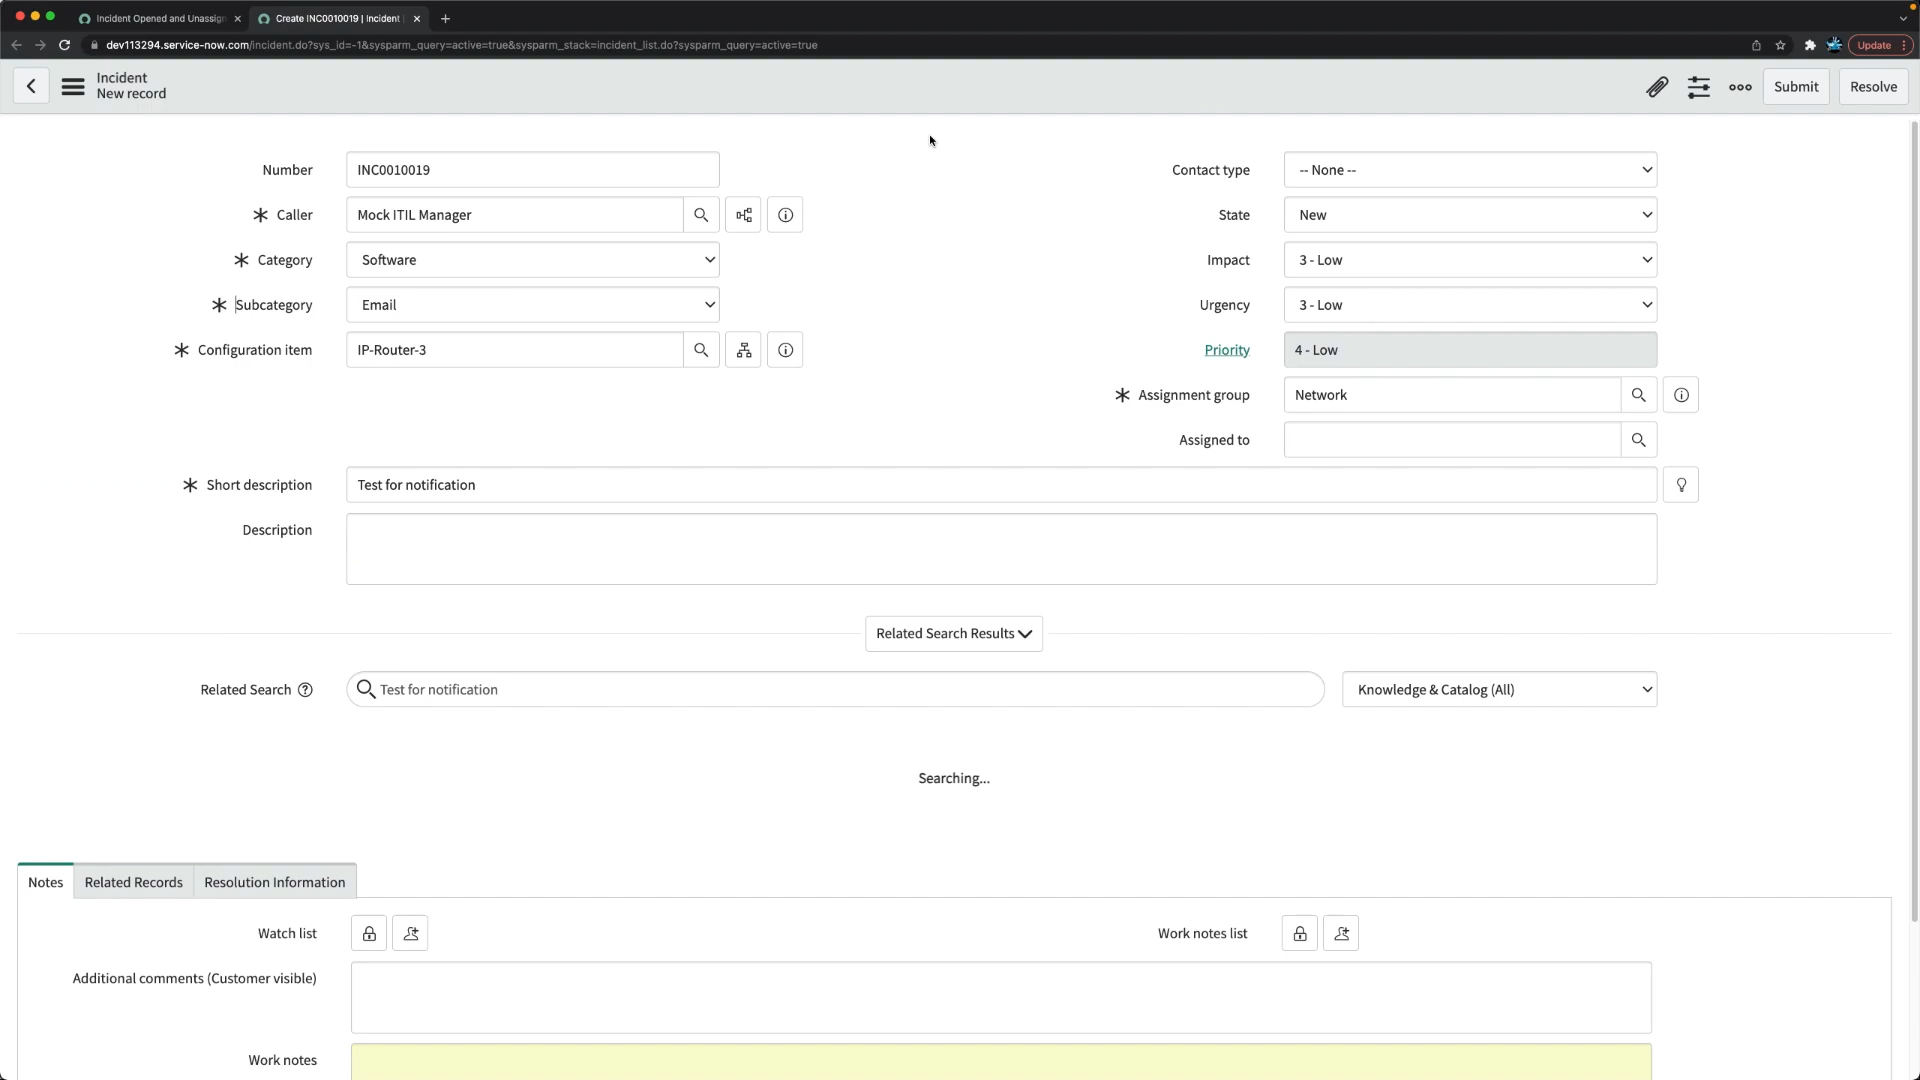 Incident Opened and Unassign
Create INC0010019 | Incident
dev113294.service-now.com/incident.do?sys_id=-1&sysparm_query=active=true&sysparm_stack=incident_list.do?sysparm_query=active=true
Update
Incident
New record
Submit
Resolve
Number
INC0010019
Contact type
-- None --
Caller
Mock ITIL Manager
State
New
Category
Software
Impact
3 - Low
Subcategory
Email
Urgency
3 - Low
Configuration item
IP-Router-3
Priority
4 - Low
Assignment group
Network
Assigned to
Short description
Test for notification
Description
Related Search Results
Related Search
Test for notification
Knowledge & Catalog (All)
Searching...
Notes
Related Records
Resolution Information
Watch list
Work notes list
Additional comments (Customer visible)
Work notes